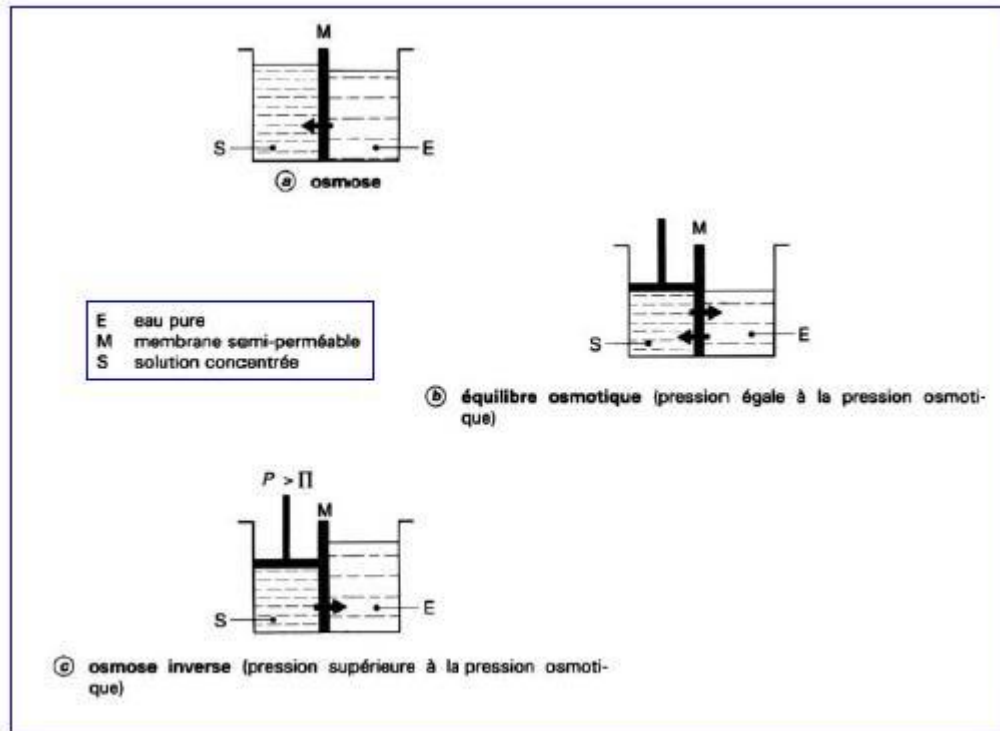 M
S
E
ⓐ osmose
M
S
E
E eau pure
M membrane semi-perméable
S solution concentrée
ⓑ équilibre osmotique (pression égale à la pression osmoti-
que)
P > Π
M
S
E
ⓒ osmose inverse (pression supérieure à la pression osmoti-
que)